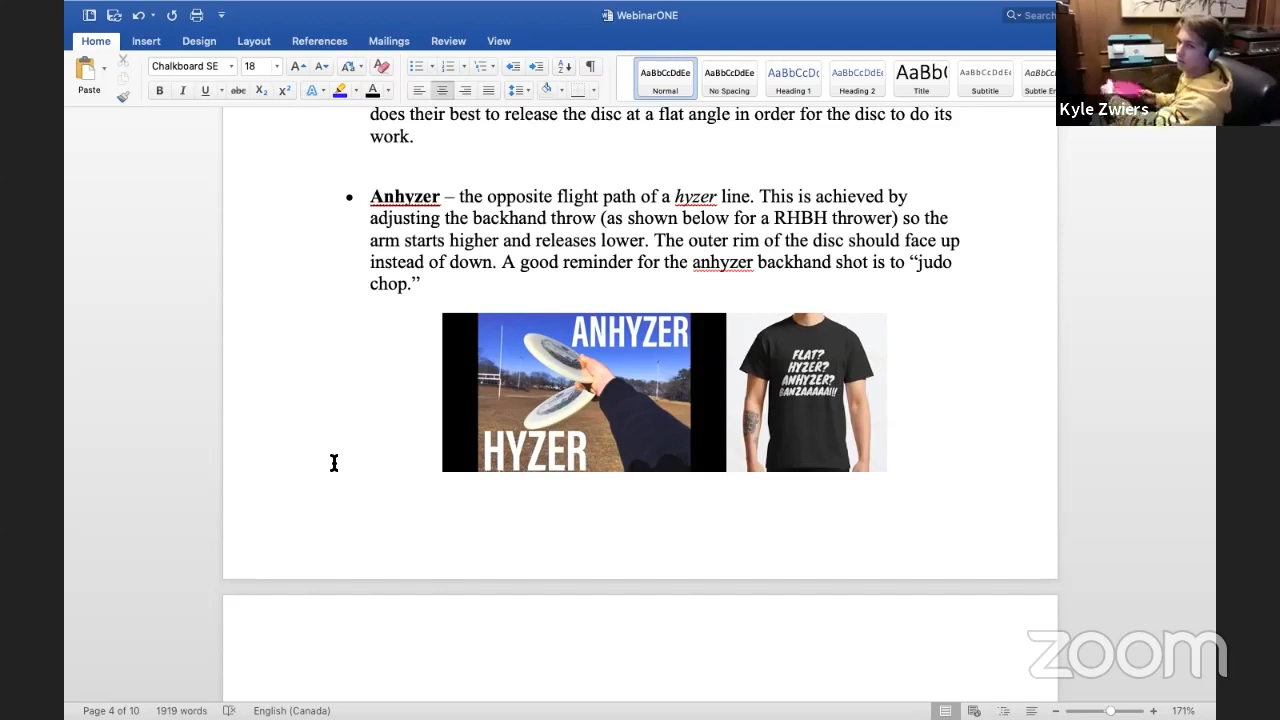 WebinarONE
Search
Home Insert Design Layout References Mailings Review View
Paste
Chalkboard SE 18
AaBbCcDdEe AaBbCcDdEe AaBbCcDc AaBbCcDdEe AaBbC AaBbCcDdEe AaBbCcD
Normal No Spacing Heading 1 Heading 2 Title Subtitle Subtle Em
Kyle Zwiers
does their best to release the disc at a flat angle in order for the disc to do its
work.
• Anhyzer – the opposite flight path of a hyzer line. This is achieved by
adjusting the backhand throw (as shown below for a RHBH thrower) so the
arm starts higher and releases lower. The outer rim of the disc should face up
instead of down. A good reminder for the anhyzer backhand shot is to “judo
chop.”
ANHYZER
HYZER
FLAT?
HYZER?
ANHYZER?
BANZAAAAAI!!
zoom
Page 4 of 10 1919 words English (Canada) 171%